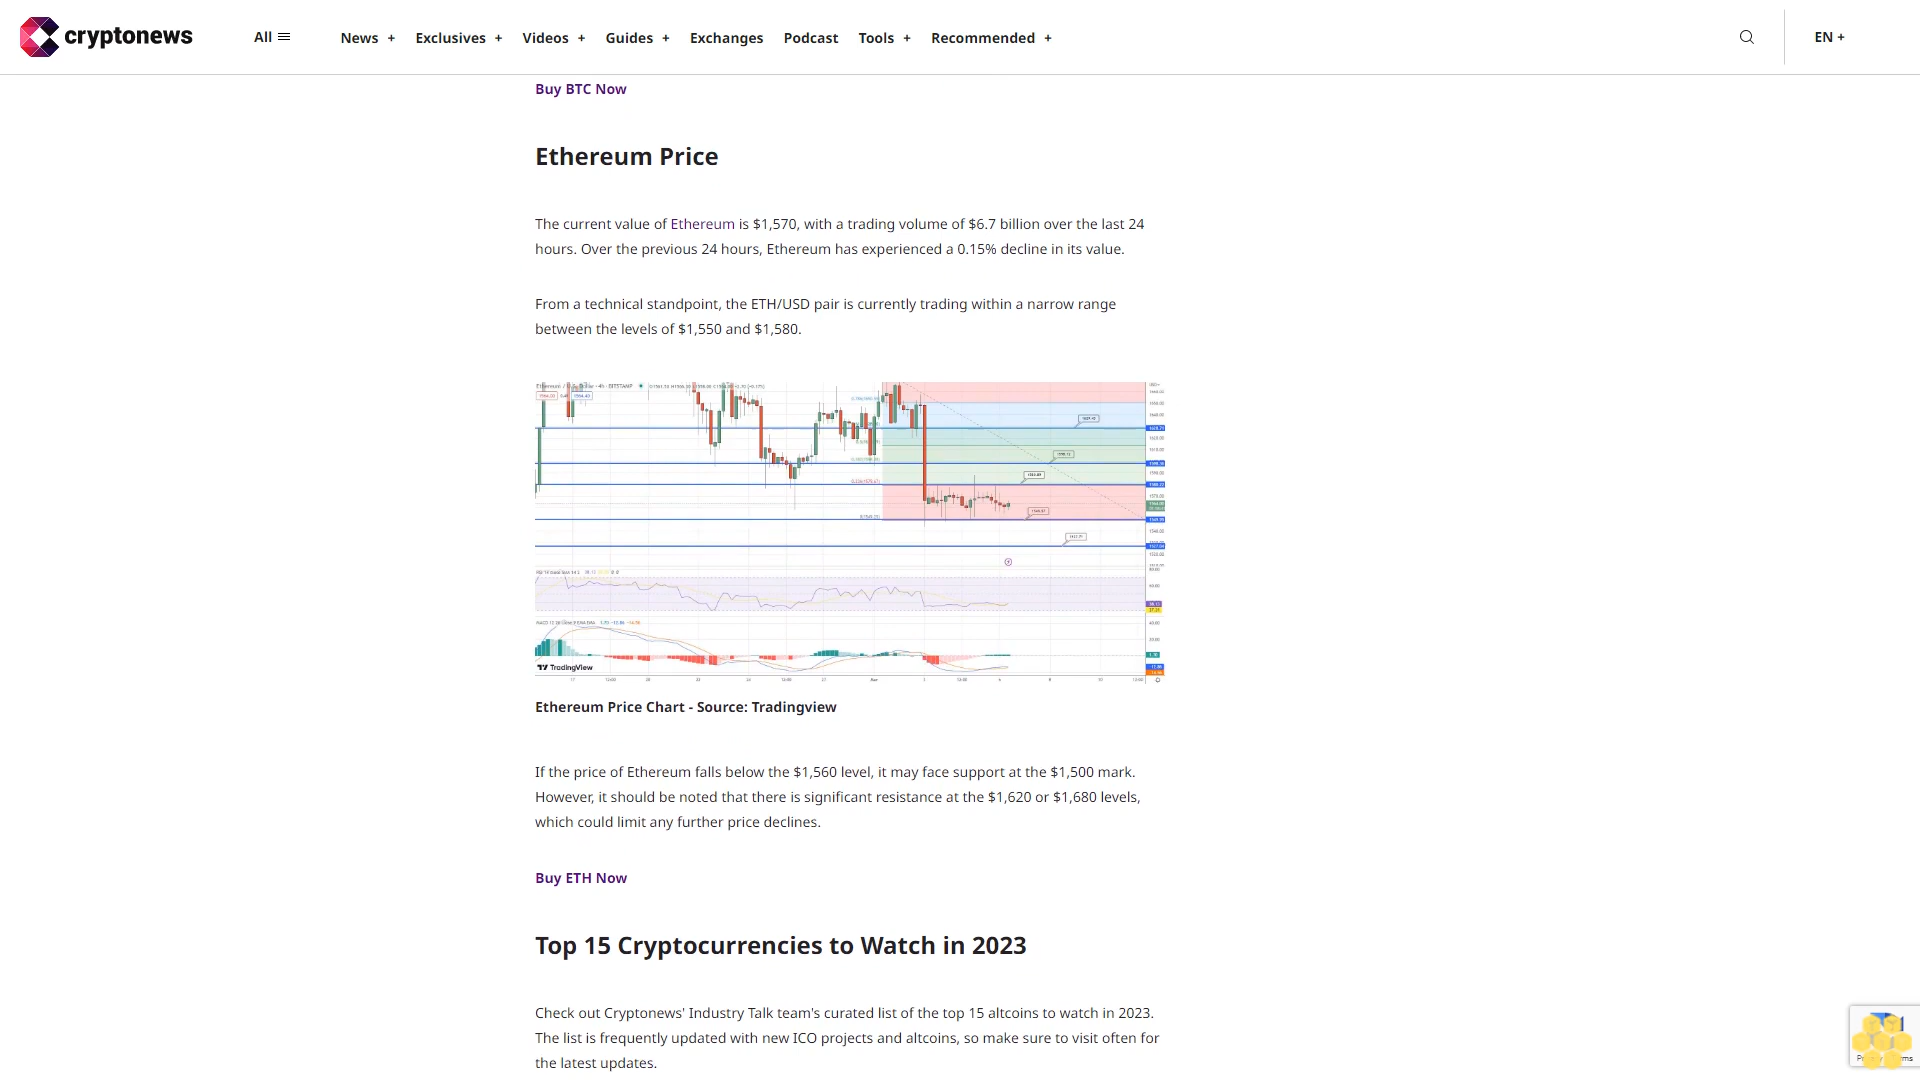 cryptonews
All
News +
Exclusives +
Videos +
Guides +
Exchanges
Podcast
Tools +
Recommended +
EN +
Buy BTC Now
Ethereum Price
The current value of Ethereum is $1,570, with a trading volume of $6.7 billion over the last 24
hours. Over the previous 24 hours, Ethereum has experienced a 0.15% decline in its value.
From a technical standpoint, the ETH/USD pair is currently trading within a narrow range
between the levels of $1,550 and $1,580.
TradingView
Ethereum Price Chart - Source: Tradingview
If the price of Ethereum falls below the $1,560 level, it may face support at the $1,500 mark.
However, it should be noted that there is significant resistance at the $1,620 or $1,680 levels,
which could limit any further price declines.
Buy ETH Now
Top 15 Cryptocurrencies to Watch in 2023
Check out Cryptonews' Industry Talk team's curated list of the top 15 altcoins to watch in 2023.
The list is frequently updated with new ICO projects and altcoins, so make sure to visit often for
the latest updates.